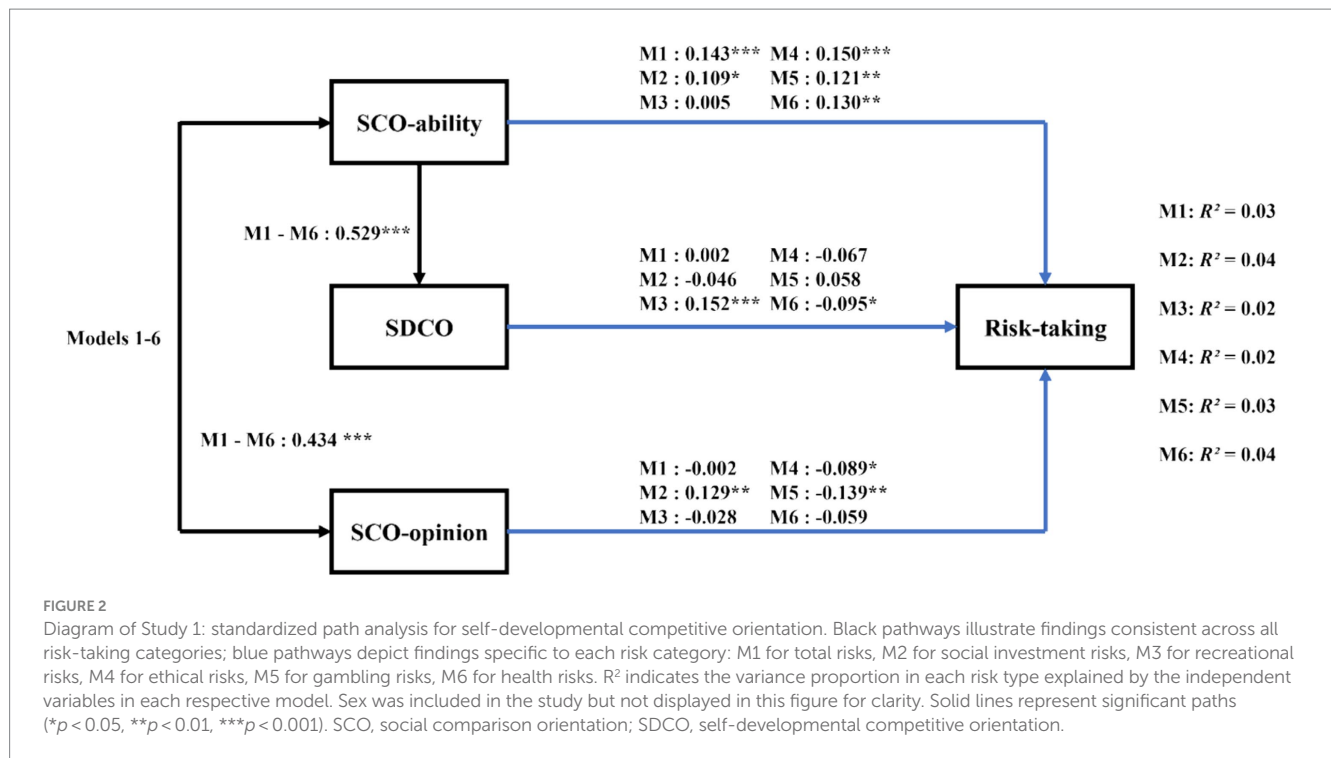 M1 : 0.143*** M4 : 0.150***
M2 : 0.109* M5 : 0.121**
M3 : 0.005 M6 : 0.130**
SCO-ability
M1 - M6 : 0.529***
M1 : 0.002 M4 : -0.067
M2 : -0.046 M5 : 0.058
M3 : 0.152*** M6 : -0.095*
SDCO
Risk-taking
Models 1-6
M1: R² = 0.03
M2: R² = 0.04
M3: R² = 0.02
M4: R² = 0.02
M5: R² = 0.03
M6: R² = 0.04
M1 - M6 : 0.434 ***
M1 : -0.002 M4 : -0.089*
M2 : 0.129** M5 : -0.139**
M3 : -0.028 M6 : -0.059
SCO-opinion
FIGURE 2
Diagram of Study 1: standardized path analysis for self-developmental competitive orientation. Black pathways illustrate findings consistent across all
risk-taking categories; blue pathways depict findings specific to each risk category: M1 for total risks, M2 for social investment risks, M3 for recreational
risks, M4 for ethical risks, M5 for gambling risks, M6 for health risks. R² indicates the variance proportion in each risk type explained by the independent
variables in each respective model. Sex was included in the study but not displayed in this figure for clarity. Solid lines represent significant paths
(*p < 0.05, **p < 0.01, ***p < 0.001). SCO, social comparison orientation; SDCO, self-developmental competitive orientation.